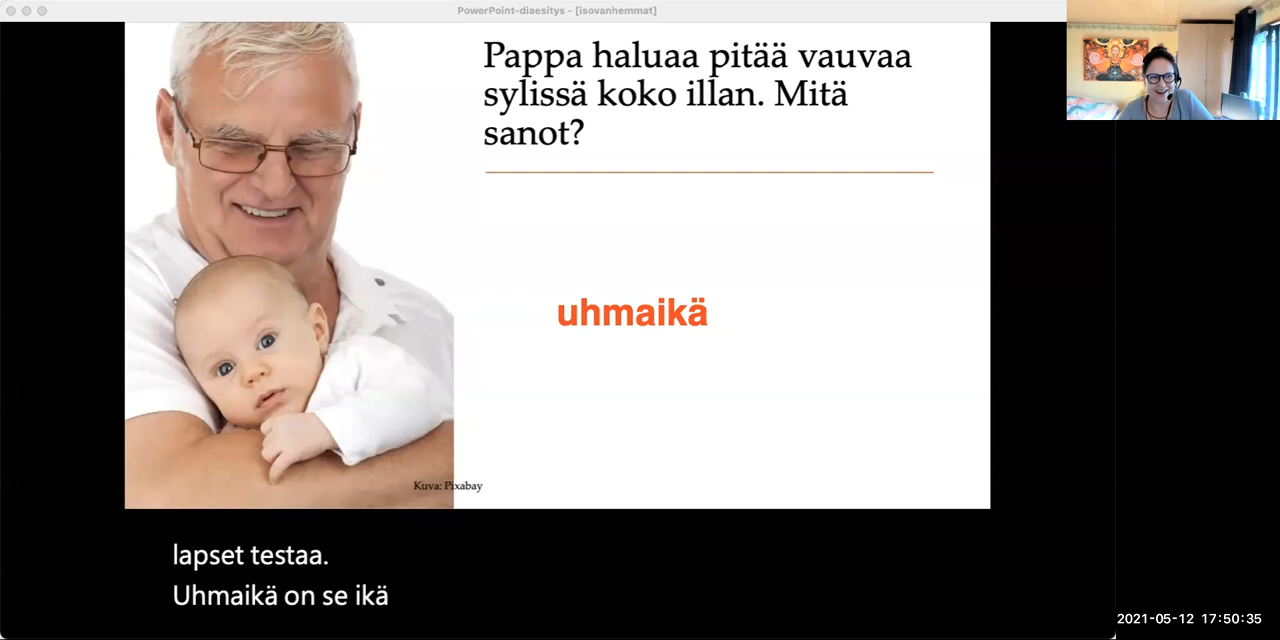 PowerPoint-diaesitys - [isovanhemmat]
Pappa haluaa pitää vauvaa
sylissä koko illan. Mitä
sanot?
uhmaikä
Kuva: Pixabay
lapset testaa.
Uhmaikä on se ikä
2021-05-12 17:50:35